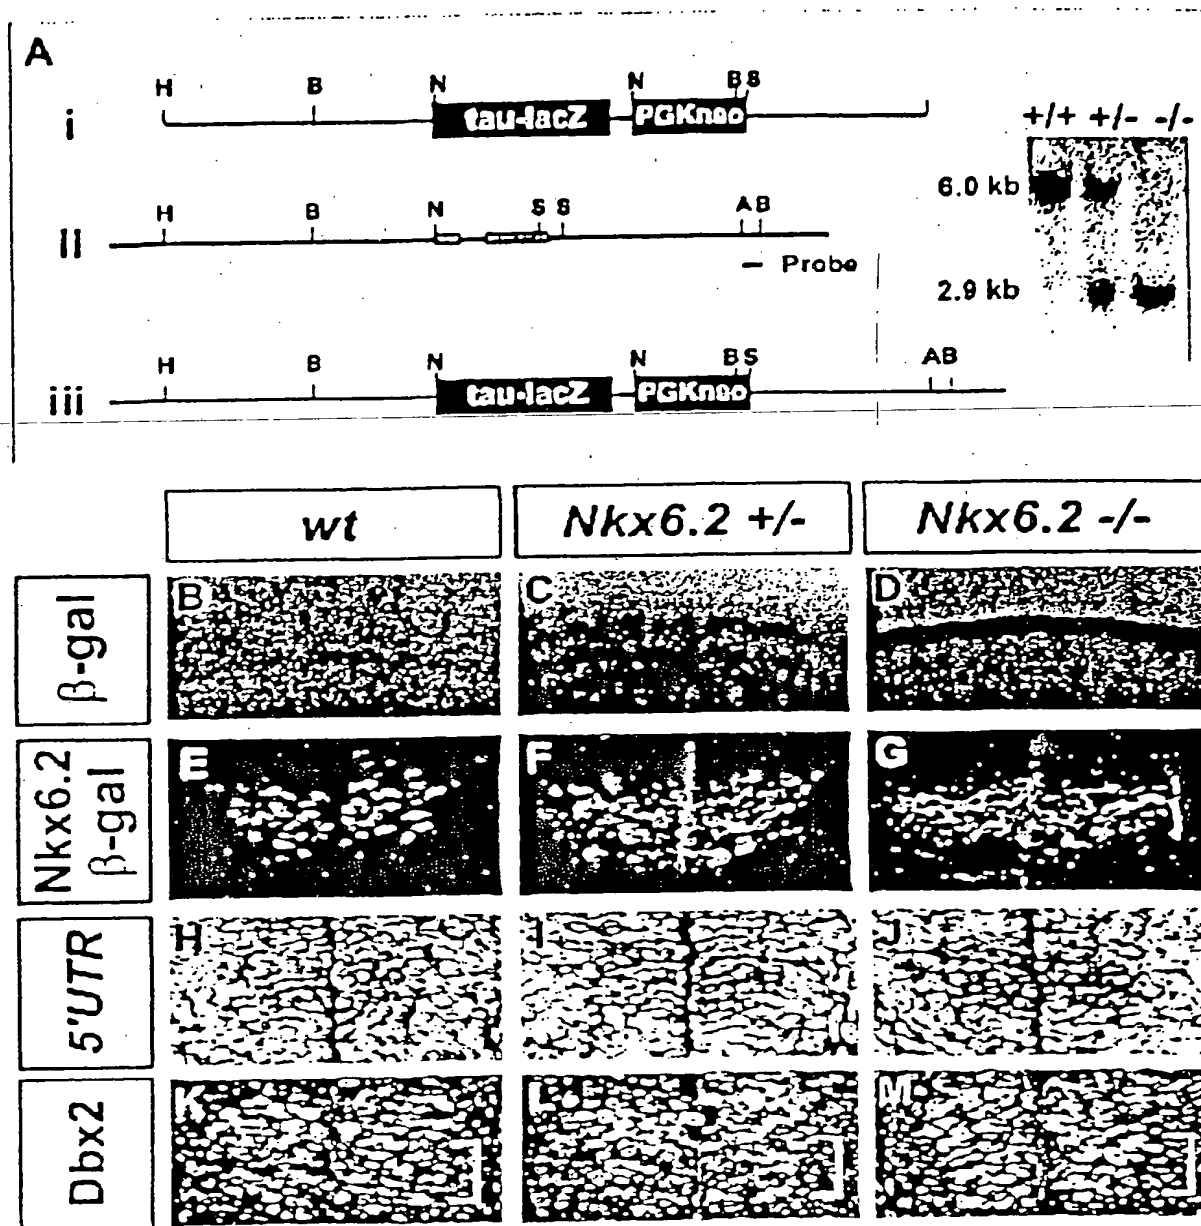 A
H B N N B S
i tau-lacZ PGKneo
+/+ +/- -/-
6.0 kb
H B N S S A B
ii
Probe
2.9 kb
H B N N B S A B
iii tau-lacZ PGKneo
wt Nkx6.2 +/- Nkx6.2 -/-
β-gal B C D
Nkx6.2 β-gal E F G
5'UTR H I J
Dbx2 K L M